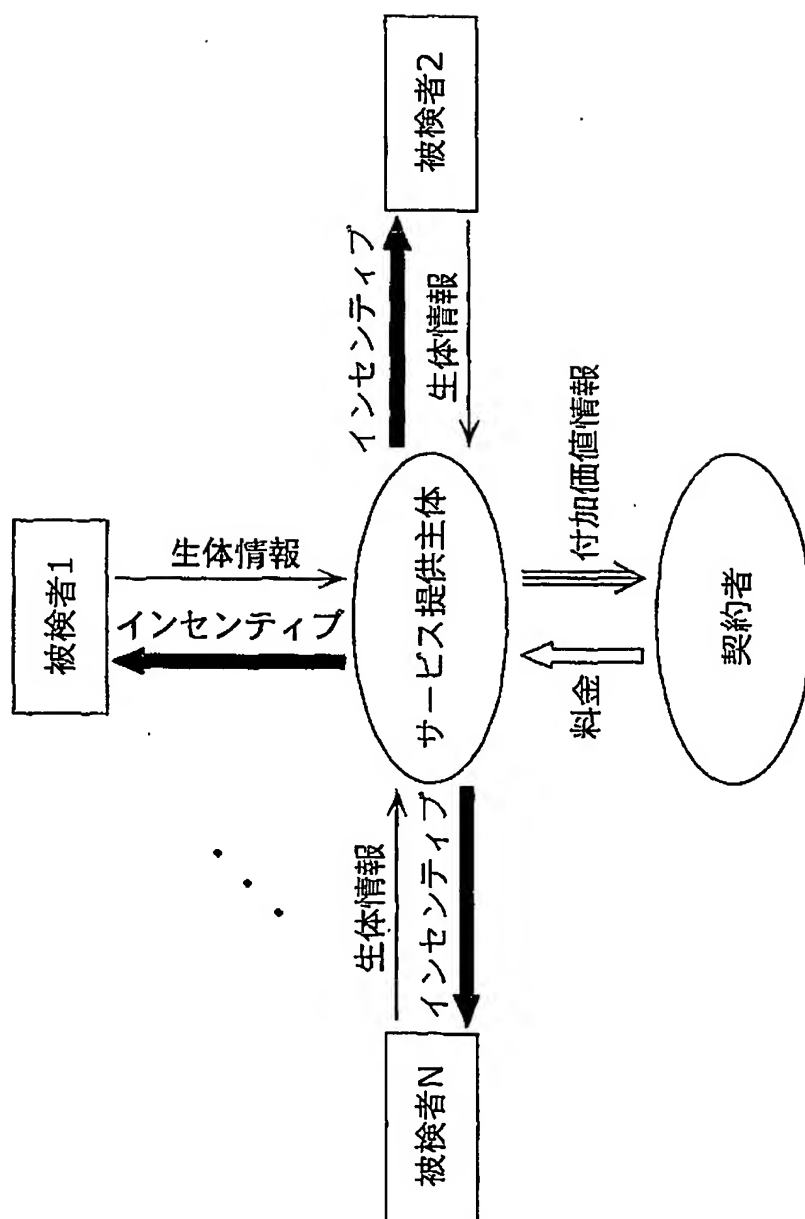 被検者1
生体情報
インセンティブ
被検者2
インセンティブ
生体情報
サービス提供主体
生体情報
インセンティブ
被検者N
付加価値情報
料金
契約者